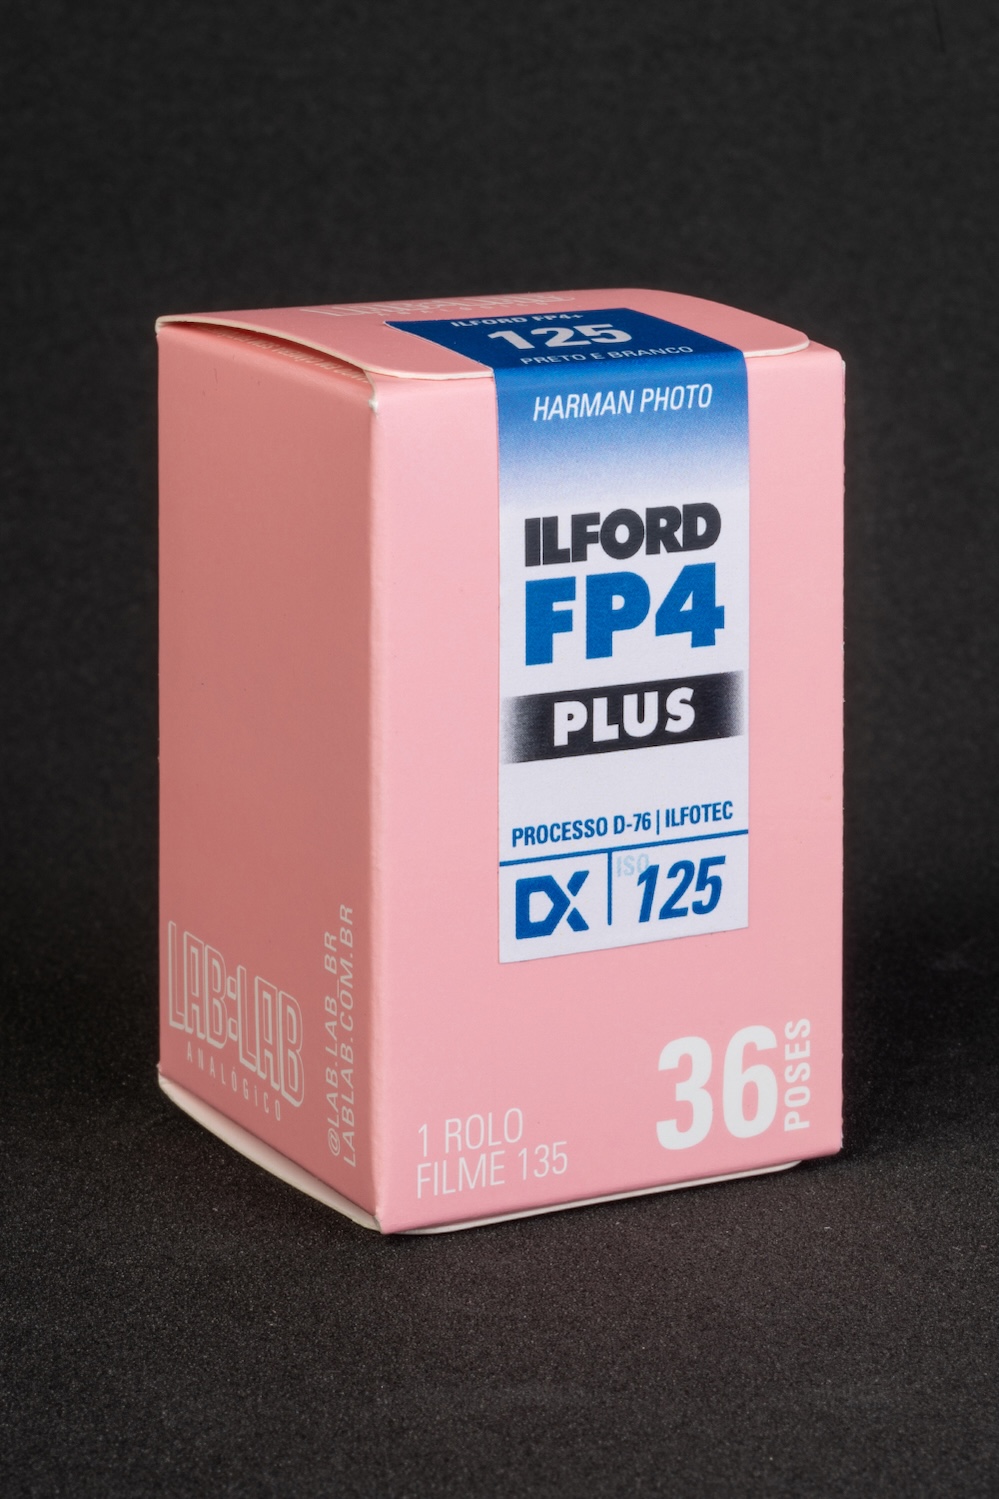 ILFORD FP4+
125
PRETO E BRANCO
HARMAN PHOTO
ILFORD
FP4
PLUS
PROCESSO D-76 | ILFOTEC
DX
ISO
125
36
POSES
1 ROLO
FILME 135
LAB:LAB
ANALÓGICO
@LAB.LAB_BR
LABLAB.COM.BR